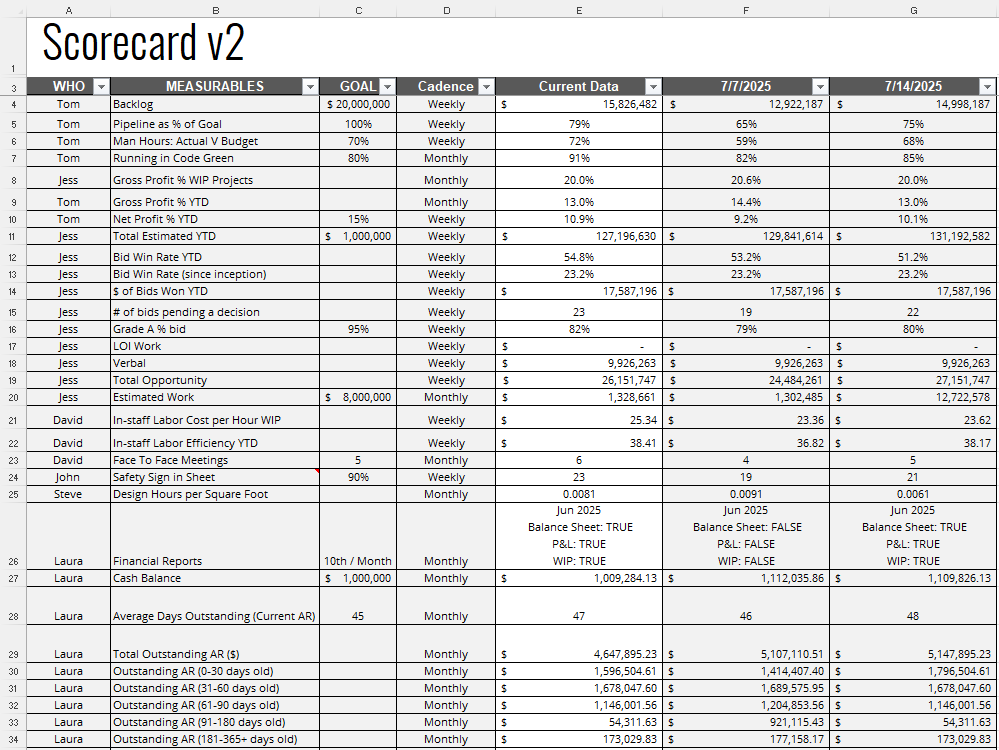 A B C D E F G
1 Scorecard v2
3 WHO MEASURABLES GOAL Cadence Current Data 7/7/2025 7/14/2025
4 Tom Backlog $ 20,000,000 Weekly $ 15,826,482 $ 12,922,187 $ 14,998,187
5 Tom Pipeline as % of Goal 100% Weekly 79% 65% 75%
6 Tom Man Hours: Actual V Budget 70% Weekly 72% 59% 68%
7 Tom Running in Code Green 80% Monthly 91% 82% 85%
8 Jess Gross Profit % WIP Projects Monthly 20.0% 20.6% 20.0%
9 Tom Gross Profit % YTD Monthly 13.0% 14.4% 13.0%
10 Tom Net Profit % YTD 15% Weekly 10.9% 9.2% 10.1%
11 Jess Total Estimated YTD $ 1,000,000 Weekly $ 127,196,630 $ 129,841,614 $ 131,192,582
12 Jess Bid Win Rate YTD Weekly 54.8% 53.2% 51.2%
13 Jess Bid Win Rate (since inception) Weekly 23.2% 23.2% 23.2%
14 Jess $ of Bids Won YTD Weekly $ 17,587,196 $ 17,587,196 $ 17,587,196
15 Jess # of bids pending a decision Weekly 23 19 22
16 Jess Grade A % bid 95% Weekly 82% 79% 80%
17 Jess LOI Work Weekly $ - $ - $ -
18 Jess Verbal Weekly $ 9,926,263 $ 9,926,263 $ 9,926,263
19 Jess Total Opportunity Weekly $ 26,151,747 $ 24,484,261 $ 27,151,747
20 Jess Estimated Work $ 8,000,000 Monthly $ 1,328,661 $ 1,302,485 $ 12,722,578
21 David In-staff Labor Cost per Hour WIP Weekly $ 25.34 $ 23.36 $ 23.62
22 David In-staff Labor Efficiency YTD Weekly $ 38.41 $ 36.82 $ 38.17
23 David Face To Face Meetings 5 Monthly 6 4 5
24 John Safety Sign in Sheet 90% Weekly 23 19 21
25 Steve Design Hours per Square Foot Monthly 0.0081 0.0091 0.0061
Jun 2025 Jun 2025 Jun 2025
Balance Sheet: TRUE Balance Sheet: FALSE Balance Sheet: TRUE
P&L: TRUE P&L: FALSE P&L: TRUE
26 Laura Financial Reports 10th / Month Monthly WIP: TRUE WIP: FALSE WIP: TRUE
27 Laura Cash Balance $ 1,000,000 Monthly $ 1,009,284.13 $ 1,112,035.86 $ 1,109,826.13
28 Laura Average Days Outstanding (Current AR) 45 Monthly 47 46 48
29 Laura Total Outstanding AR ($) Monthly $ 4,647,895.23 $ 5,107,110.51 $ 5,147,895.23
30 Laura Outstanding AR (0-30 days old) Monthly $ 1,596,504.61 $ 1,414,407.40 $ 1,796,504.61
31 Laura Outstanding AR (31-60 days old) Monthly $ 1,678,047.60 $ 1,689,575.95 $ 1,678,047.60
32 Laura Outstanding AR (61-90 days old) Monthly $ 1,146,001.56 $ 1,204,853.56 $ 1,146,001.56
33 Laura Outstanding AR (91-180 days old) Monthly $ 54,311.63 $ 921,115.43 $ 54,311.63
34 Laura Outstanding AR (181-365+ days old) Monthly $ 173,029.83 $ 177,158.17 $ 173,029.83